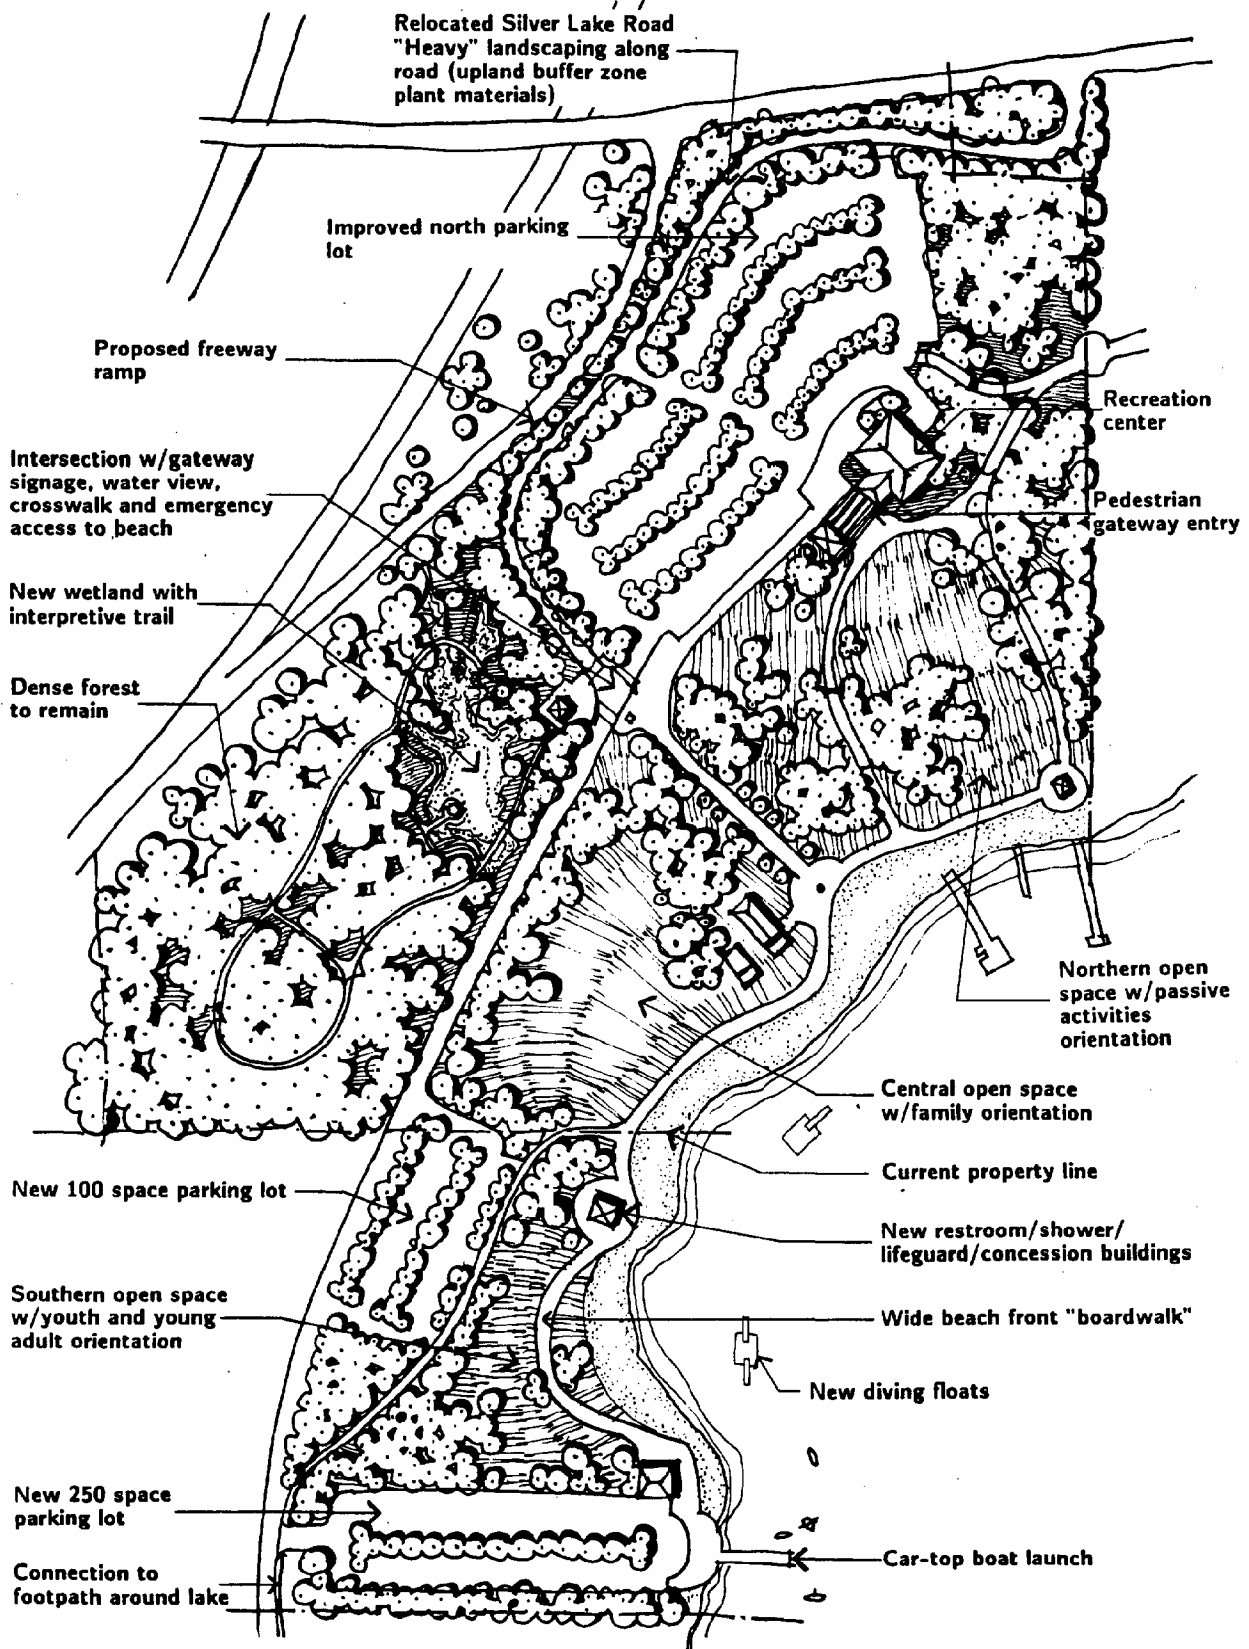 Relocated Silver Lake Road
"Heavy" landscaping along
road (upland buffer zone
plant materials)
Improved north parking
lot
Proposed freeway
ramp
Recreation
center
Intersection w/gateway
signage, water view,
crosswalk and emergency
access to beach
Pedestrian
gateway entry
New wetland with
interpretive trail
Dense forest
to remain
Northern open
space w/passive
activities
orientation
Central open space
w/family orientation
Current property line
New 100 space parking lot
New restroom/shower/
lifeguard/concession buildings
Southern open space
w/youth and young
adult orientation
Wide beach front "boardwalk"
New diving floats
New 250 space
parking lot
Car-top boat launch
Connection to
footpath around lake